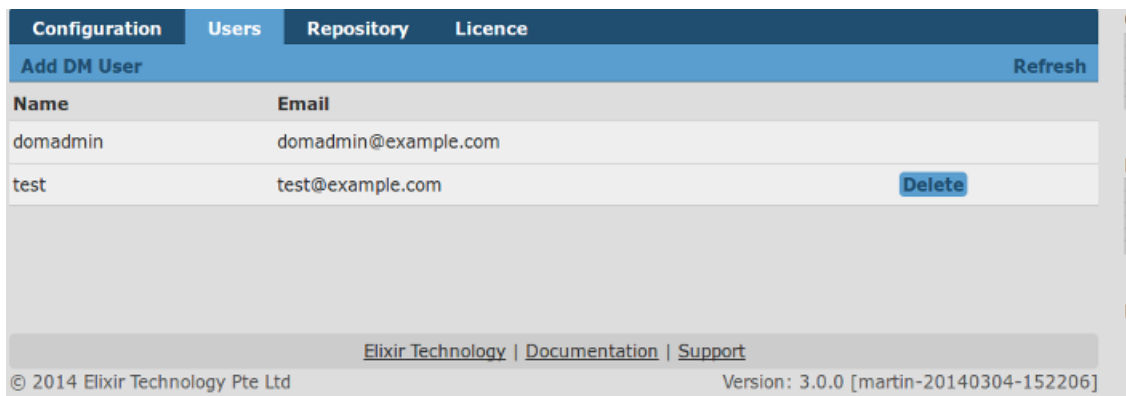 Configuration Users Repository Licence
Add DM User Refresh
Name Email
domadmin domadmin@example.com
test test@example.com Delete
Elixir Technology | Documentation | Support
© 2014 Elixir Technology Pte Ltd Version: 3.0.0 [martin-20140304-152206]